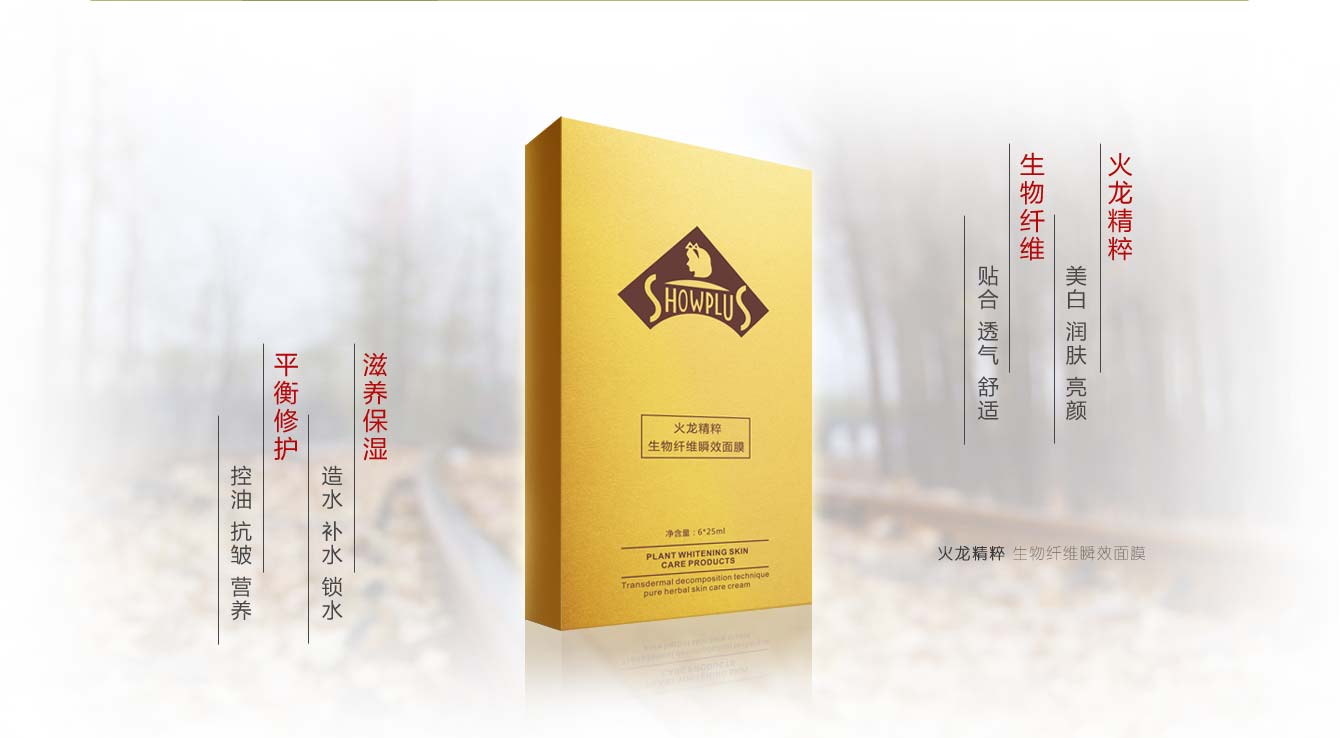 火龙精粹
美白 润肤 亮颜
生物纤维
贴合 透气 舒适
滋养保湿
造水 补水 锁水
平衡修护
控油 抗皱 营养
SHOWPLUS
火龙精粹
生物纤维瞬效面膜
净含量：6*25ml
PLANT WHITENING SKIN
CARE PRODUCTS
Transdermal decomposition technique
pure herbal skin care cream
火龙精粹 生物纤维瞬效面膜